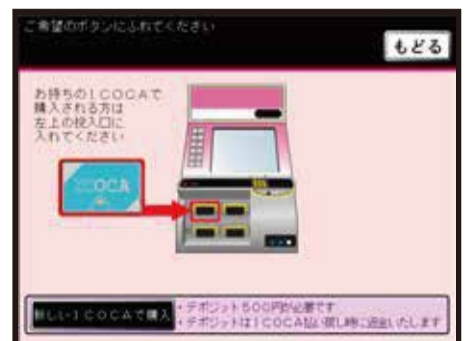 ご希望のボタンにふれてください
もどる
お持ちのICOCAで
購入される方は
左上の投入口に
入れてください
ICOCA
新しいICOCAで購入
・デポジット500円が必要です
・デポジットはICOCA払い戻し時に返金いたします